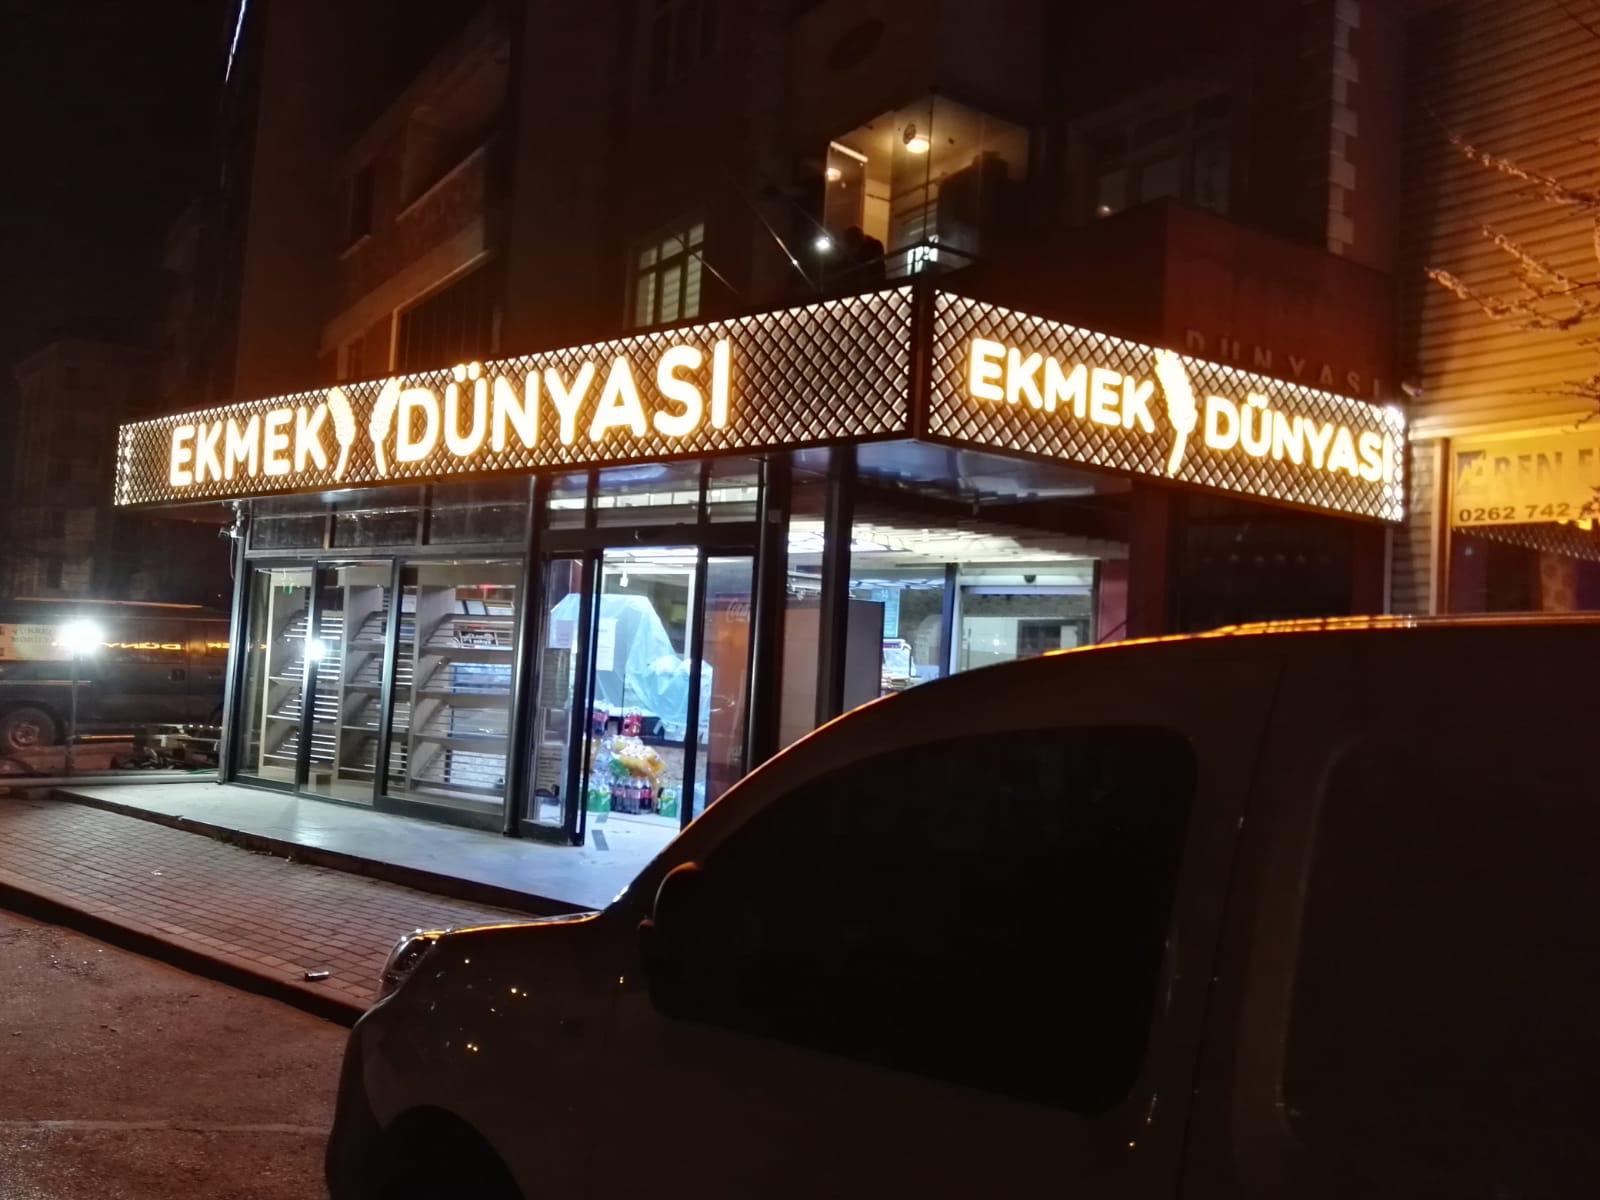 EKMEK DÜNYASI
EKMEK DÜNYASI
DÜNYASI
0262 742